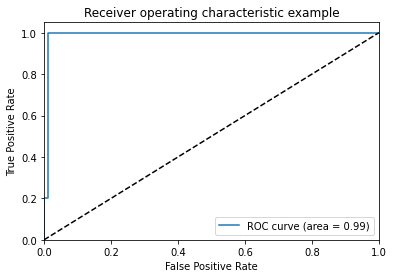 Receiver operating characteristic example
True Positive Rate
1.0
0.8
0.6
0.4
0.2
0.0
ROC curve (area = 0.99)
0.0 0.2 0.4 0.6 0.8 1.0
False Positive Rate